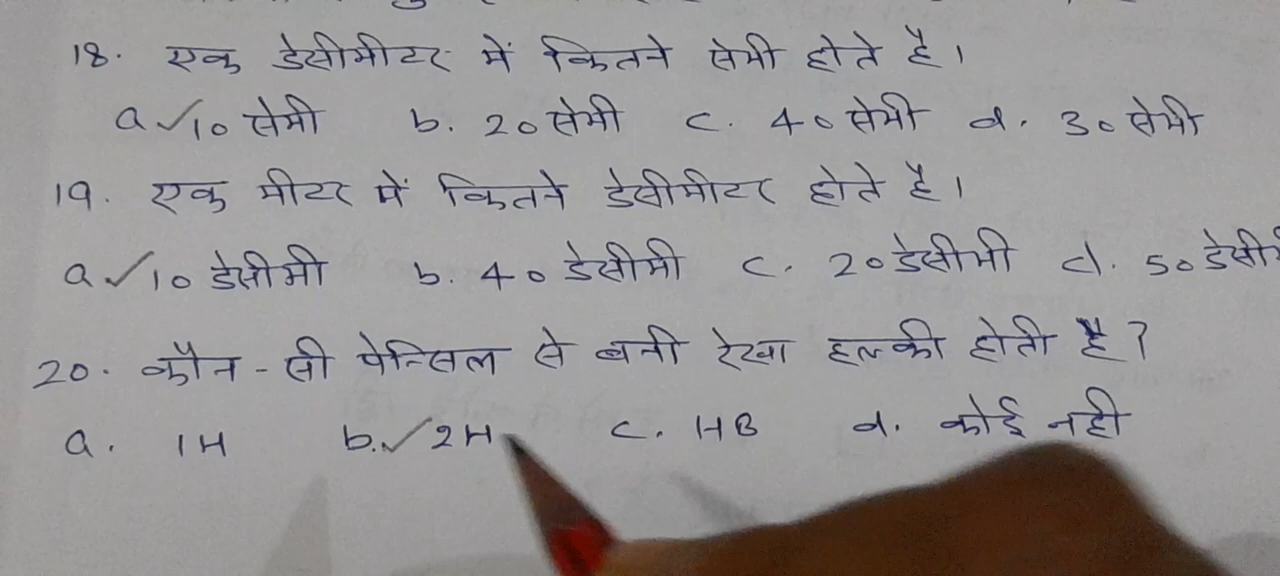 18. एक डेसीमीटर में कितने सेमी होते है।
a. ✓10 सेमी b. 20 सेमी c. 40 सेमी d. 30 सेमी
19. एक मीटर में कितने डेसीमीटर होते है।
a. ✓10 डेसीमी b. 40 डेसीमी c. 20 डेसीमी d. 50 डेसीमी
20. कौन-सी पेन्सिल से बनी रेखा हल्की होती है?
a. 1H b. ✓2H c. HB d. कोई नही